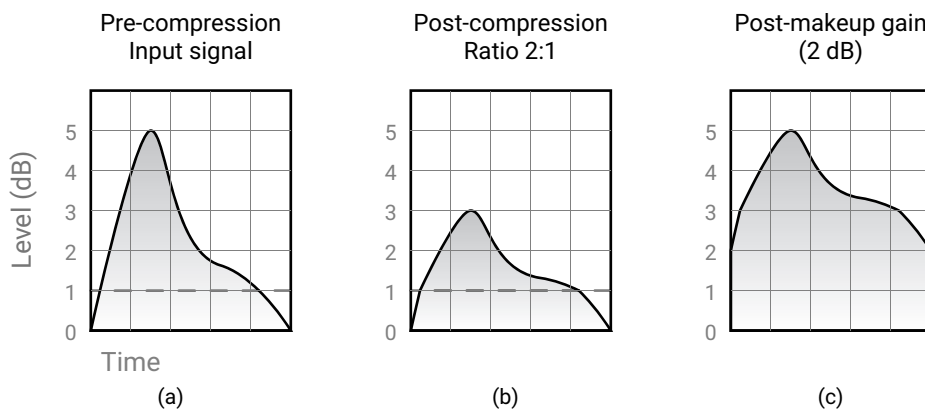 Pre-compression
Input signal
Post-compression
Ratio 2:1
Post-makeup gain
(2 dB)
Level (dB)
5
4
3
2
1
0
5
4
3
2
1
0
5
4
3
2
1
0
Time
(a)
(b)
(c)